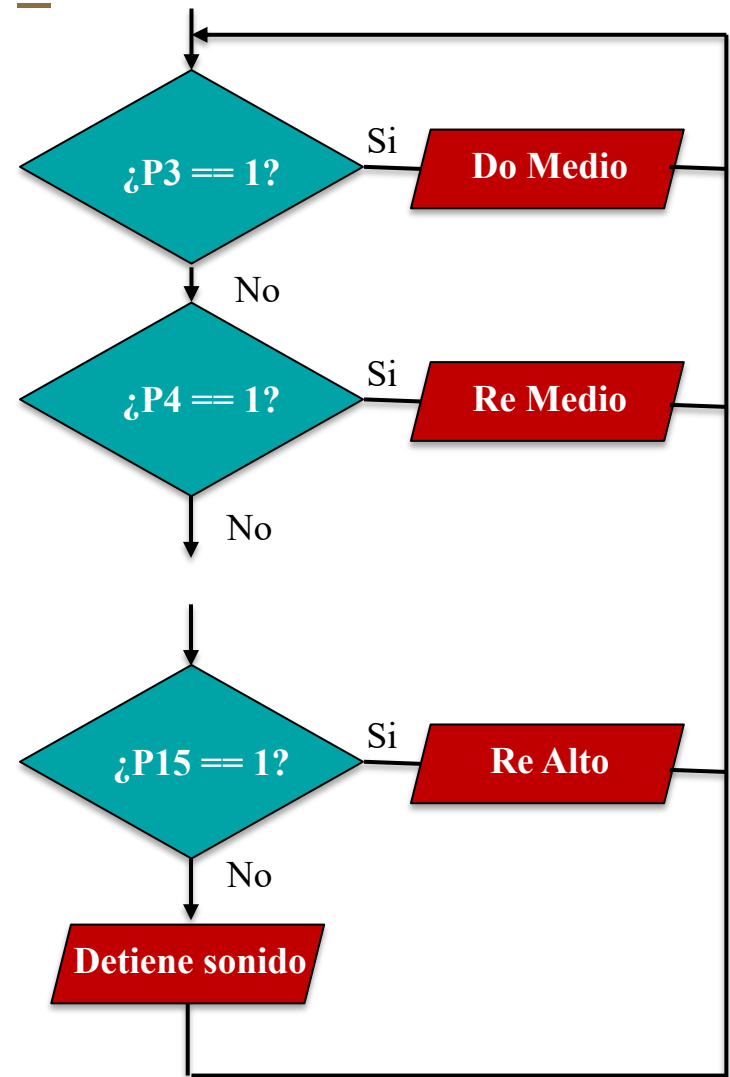 ¿P3 == 1?
Si
Do Medio
No
¿P4 == 1?
Si
Re Medio
No
¿P15 == 1?
Si
Re Alto
No
Detiene sonido